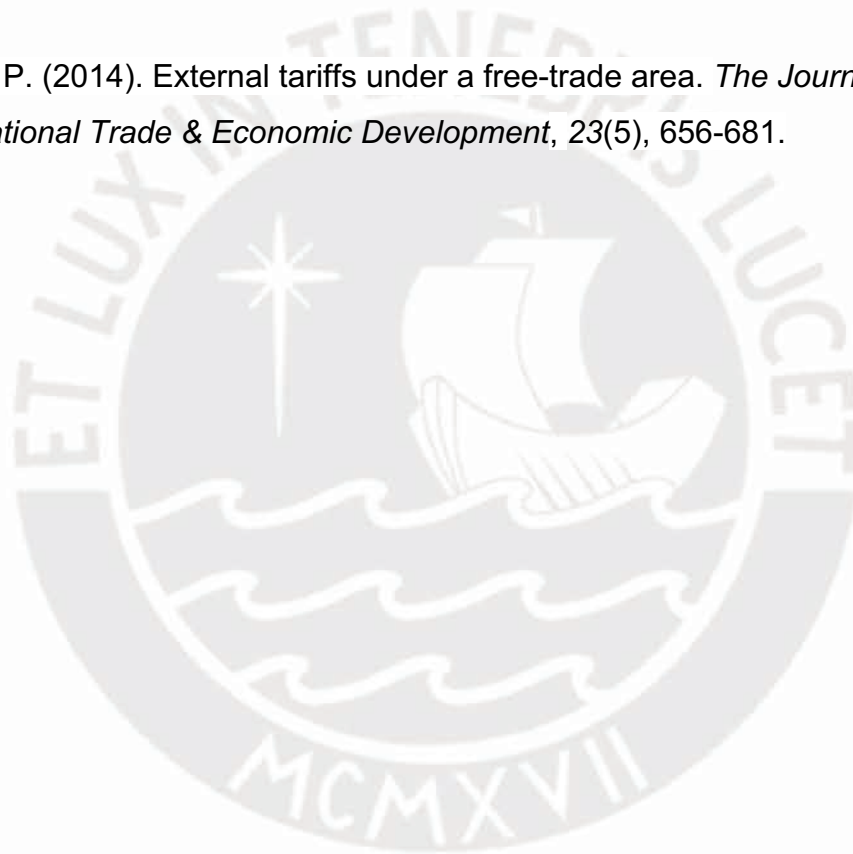 P. (2014). External tariffs under a free-trade area. The Journ
ational Trade & Economic Development, 23(5), 656-681.
ET LUX IN TENEBRIS LUCET
MCMXVII